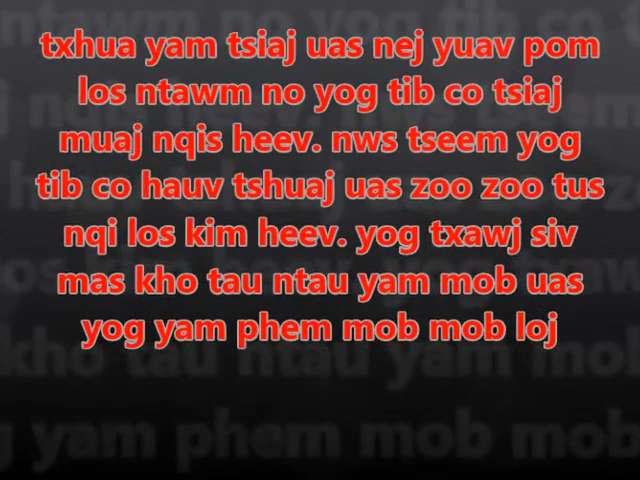 txhua yam tsiaj uas nej yuav pom
los ntawm no yog tib co tsiaj
muaj nqis heev. nws tseem yog
tib co hauv tshuaj uas zoo zoo tus
nqi los kim heev. yog txawj siv
mas kho tau ntau yam mob uas
yog yam phem mob mob loj